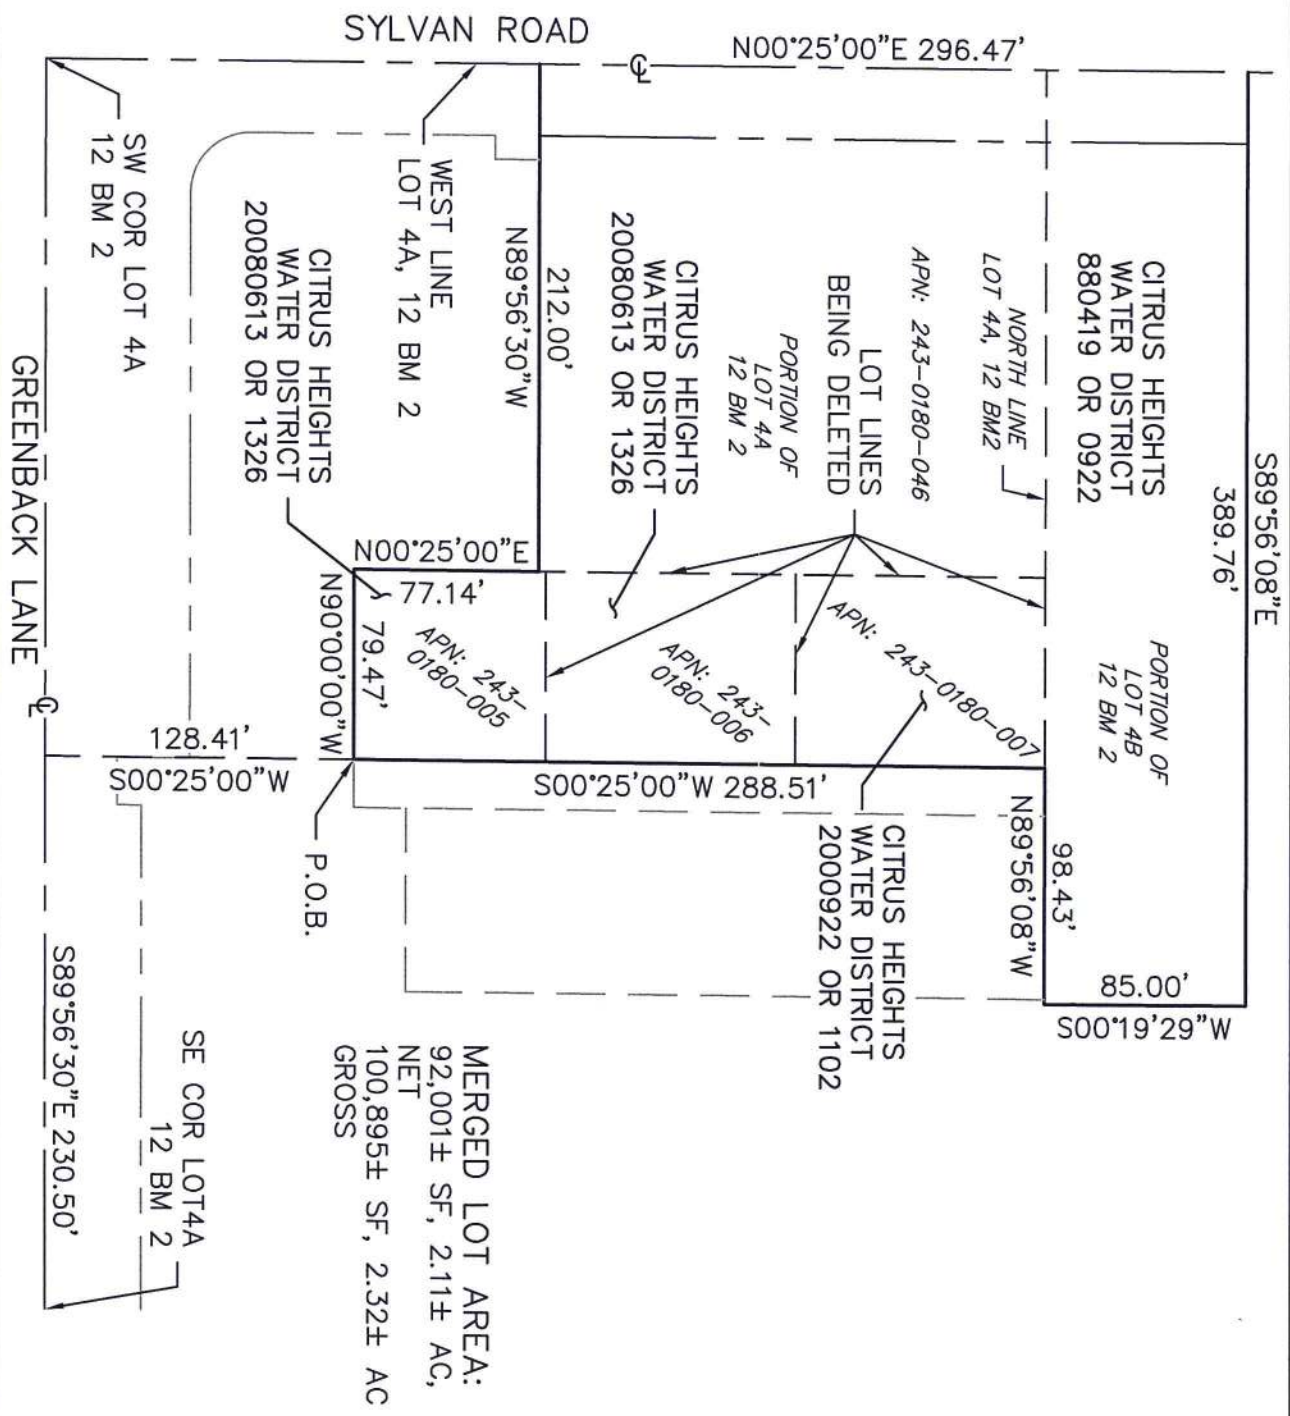 SYLVAN ROAD
N00°25'00"E 296.47'
℄
S89°56'08"E
389.76'
CITRUS HEIGHTS
WATER DISTRICT
880419 OR 0922
NORTH LINE
LOT 4A, 12 BM2
APN: 243-0180-046
LOT LINES
BEING DELETED
PORTION OF
LOT 4A
12 BM 2
CITRUS HEIGHTS
WATER DISTRICT
20080613 OR 1326
212.00'
N89°56'30"W
WEST LINE
LOT 4A, 12 BM 2
CITRUS HEIGHTS
WATER DISTRICT
20080613 OR 1326
SW COR LOT 4A
12 BM 2
GREENBACK LANE
℄
N00°25'00"E
77.14'
79.47'
N90°00'00"W
APN: 243-
0180-005
APN: 243-
0180-006
APN: 243-0180-007
PORTION OF
LOT 4B
12 BM 2
128.41'
S00°25'00"W
S00°25'00"W 288.51'
98.43'
N89°56'08"W
85.00'
S00°19'29"W
CITRUS HEIGHTS
WATER DISTRICT
2000922 OR 1102
P.O.B.
S89°56'30"E 230.50'
SE COR LOT4A
12 BM 2
MERGED LOT AREA:
92,001± SF, 2.11± AC,
NET
100,895± SF, 2.32± AC
GROSS